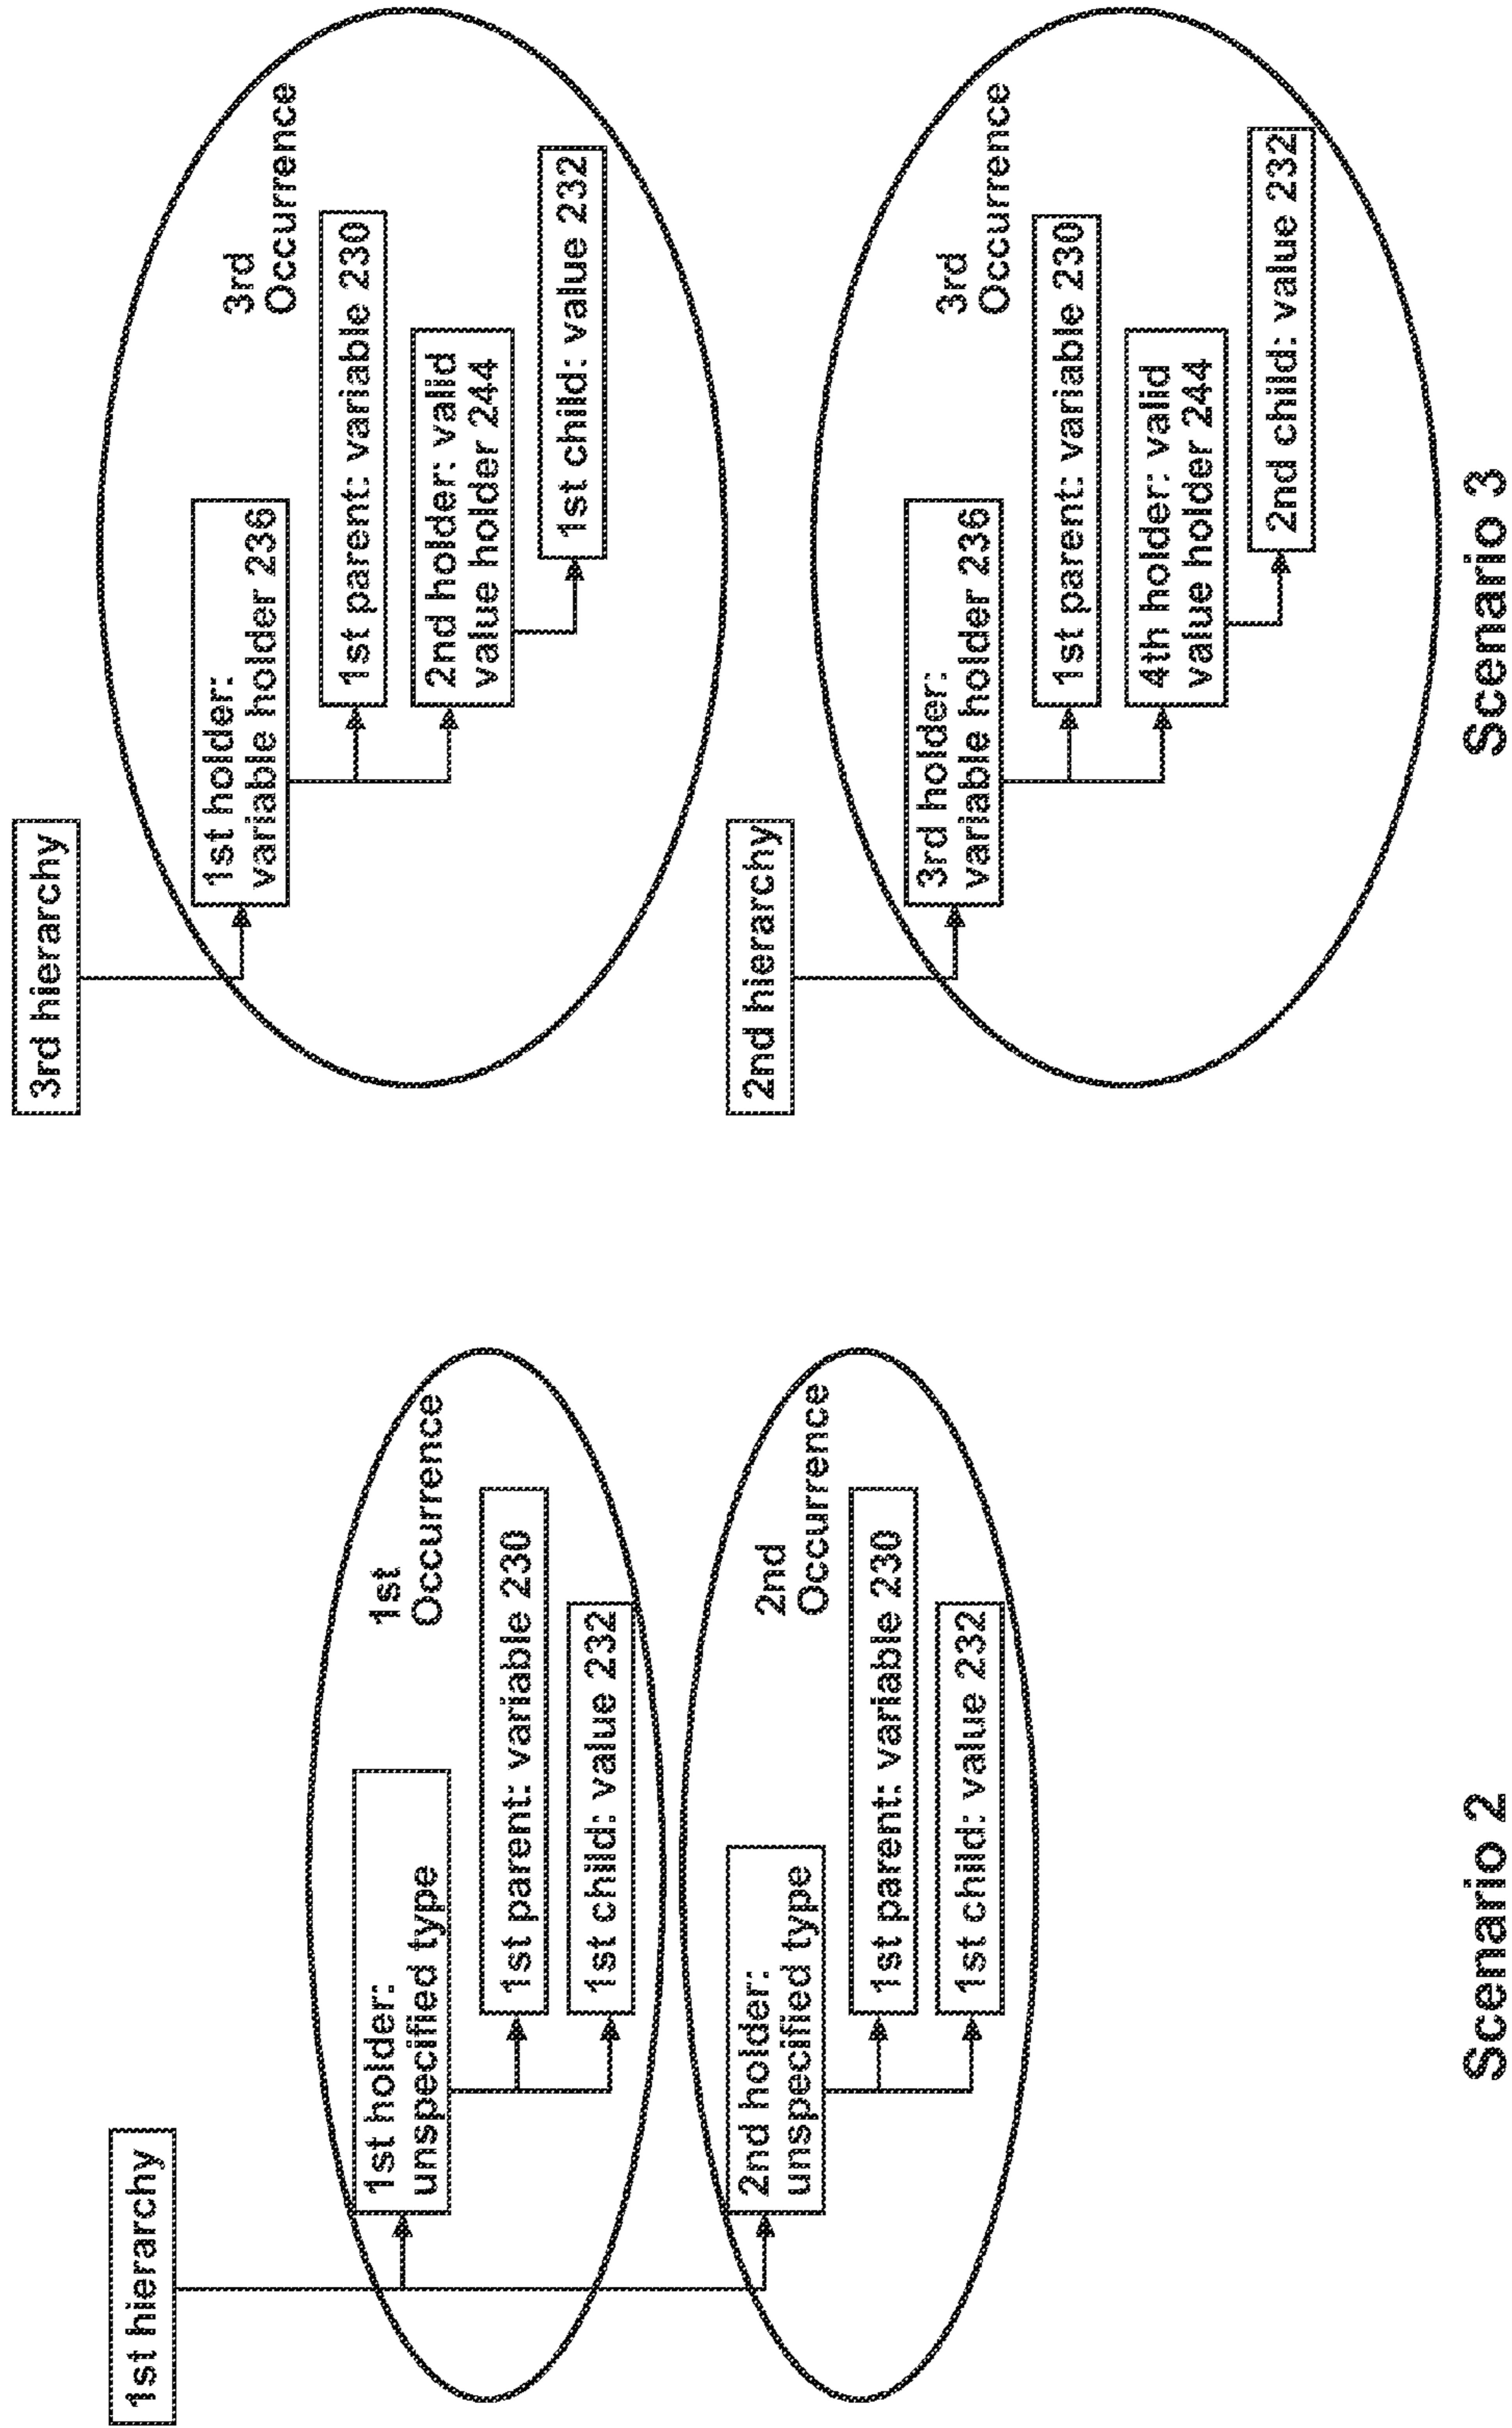 1st hierarchy
1st holder:
unspecified type
1st
Occurrence
1st parent: variable 230
1st child: value 232
2nd holder:
unspecified type
2nd
Occurrence
1st parent: variable 230
1st child: value 232
Scenario 2
3rd hierarchy
1st holder:
variable holder 236
3rd
Occurrence
1st parent: variable 230
2nd holder: valid
value holder 244
1st child: value 232
2nd hierarchy
3rd holder:
variable holder 236
3rd
Occurrence
1st parent: variable 230
4th holder: valid
value holder 244
2nd child: value 232
Scenario 3